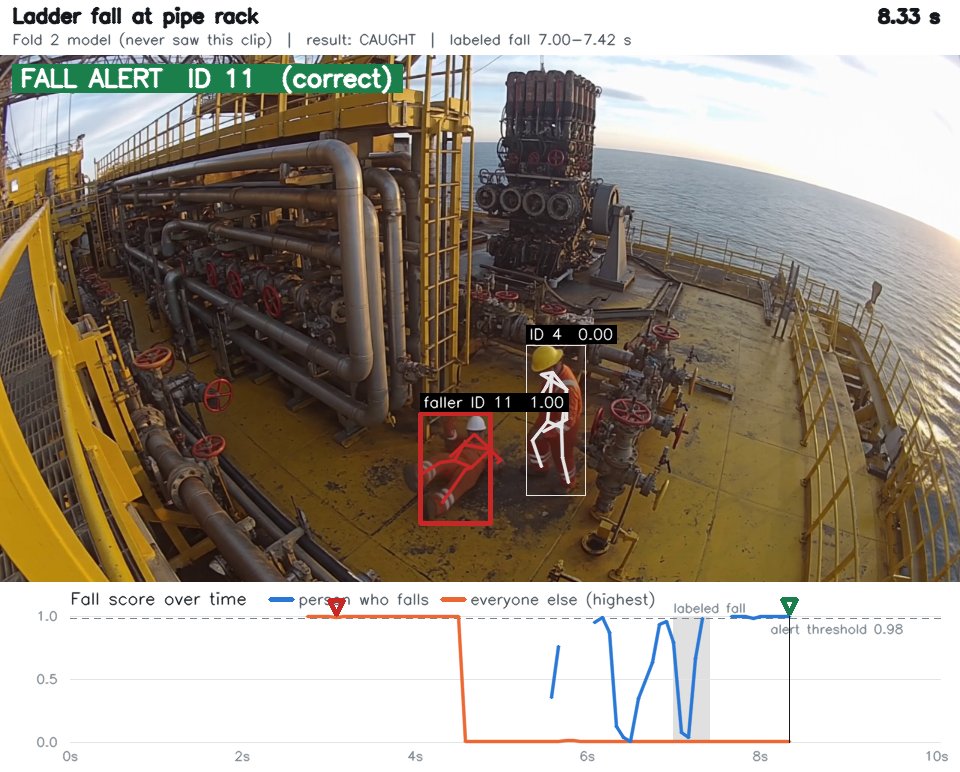 Ladder fall at pipe rack
8.33 s
Fold 2 model (never saw this clip) | result: CAUGHT | labeled fall 7.00–7.42 s
FALL ALERT ID 11 (correct)
ID 4 0.00
faller ID 11 1.00
Fall score over time
person who falls
everyone else (highest)
labeled fall
alert threshold 0.98
1.0
0.5
0.0
0s
2s
4s
6s
8s
10s